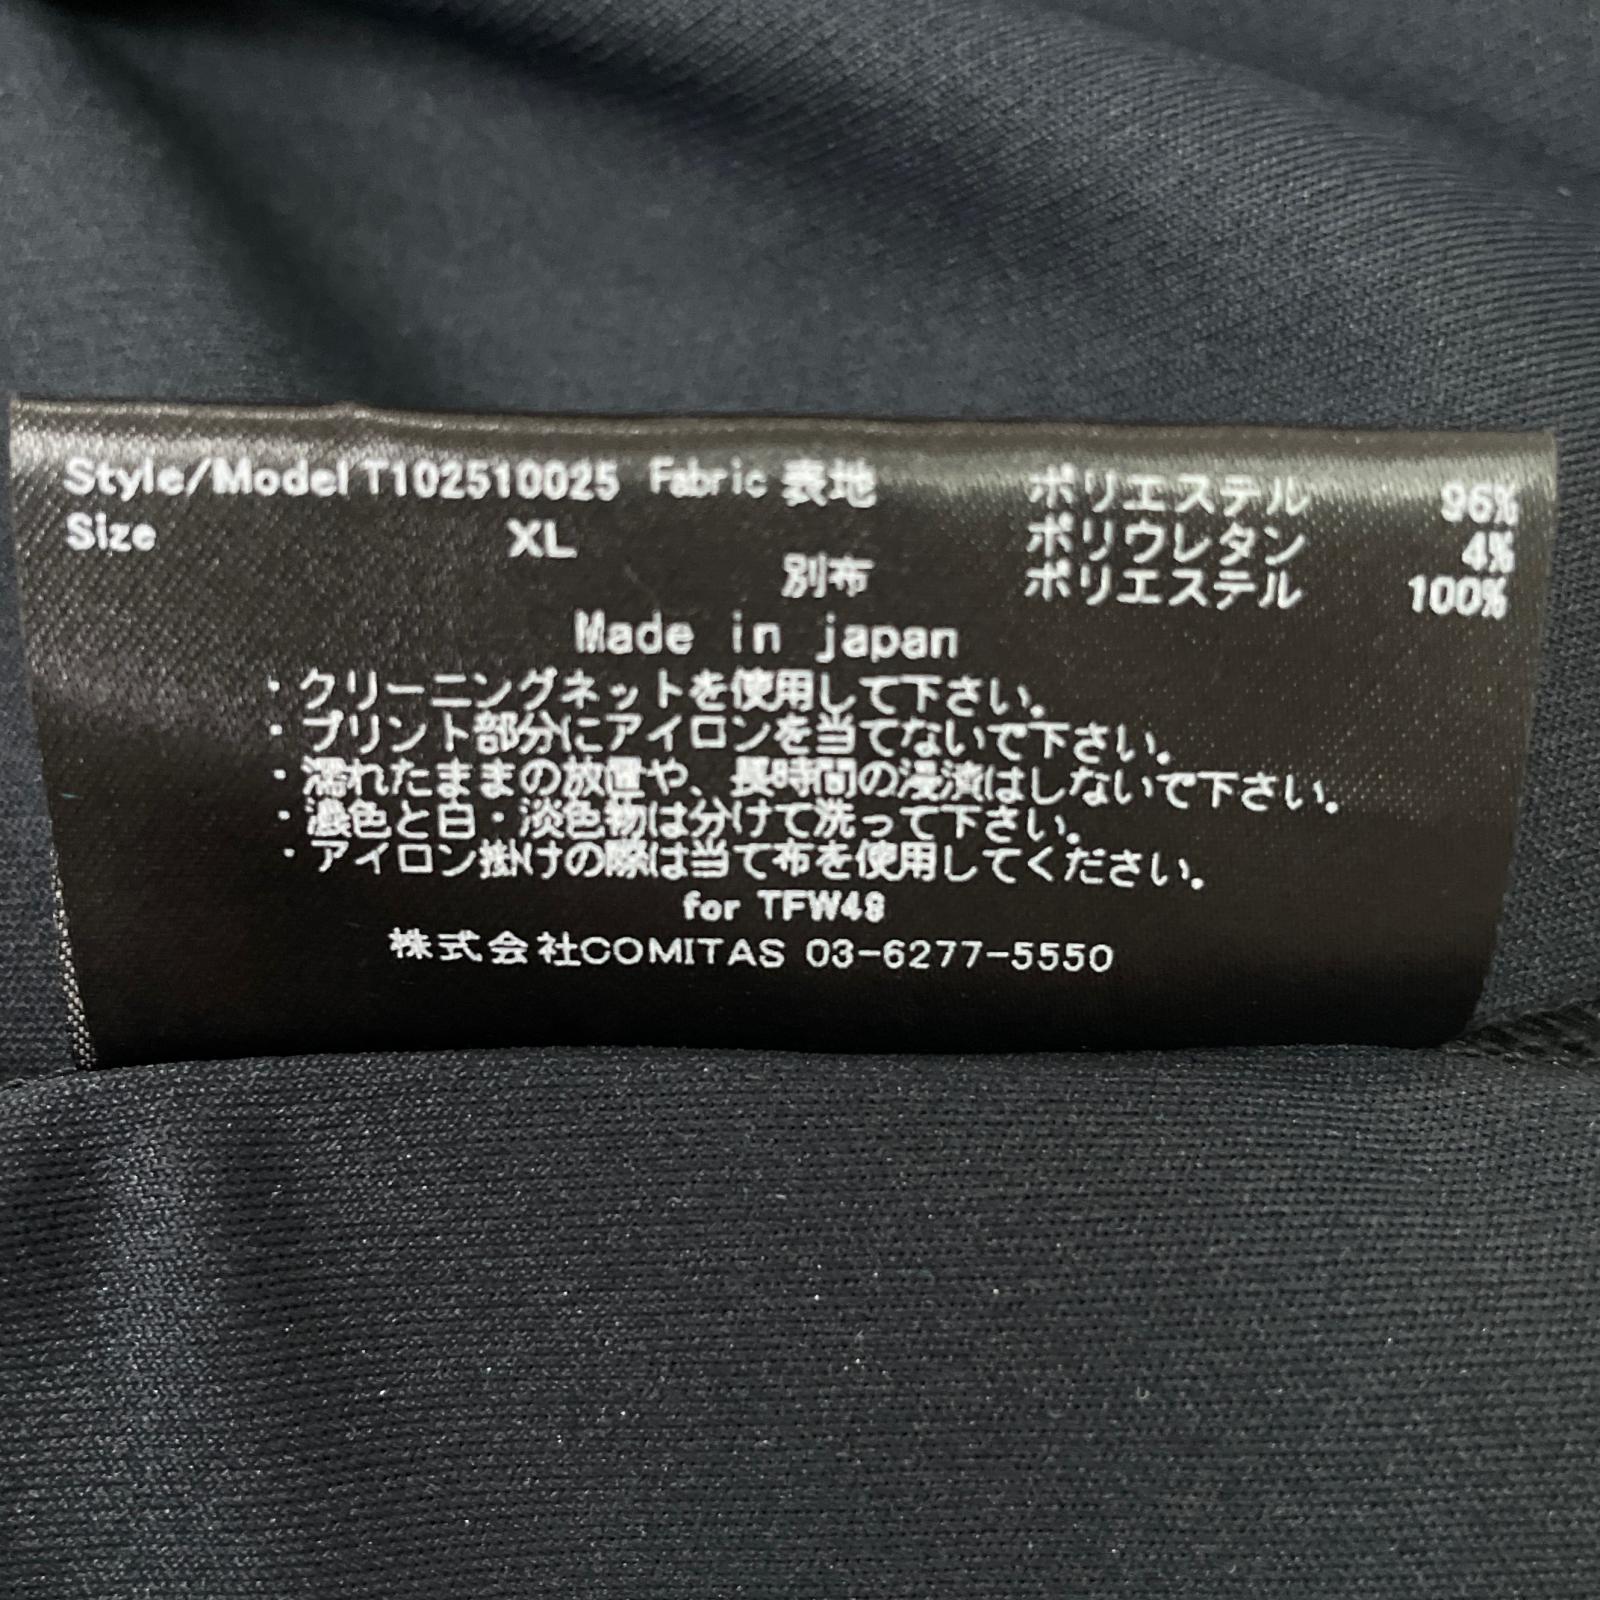 Style/Model T102510025 Fabric 表地 ポリエステル 96%
Size XL ポリウレタン 4%
別布 ポリエステル 100%
Made in japan
・クリーニングネットを使用して下さい。
・プリント部分にアイロンを当てないで下さい。
・濡れたままの放置や、長時間の浸漬はしないで下さい。
・濃色と白・淡色物は分けて洗って下さい。
・アイロン掛けの際は当て布を使用してください。
for TFW49
株式会社COMITAS 03-6277-5550